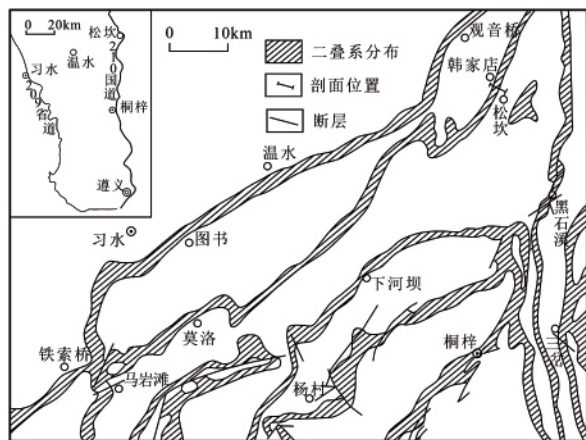 0 20km
松坎
温水
210国道
习水
209省道
桐梓
遵义
0 10km
二叠系分布
剖面位置
断层
观音桥
韩家店
松坎
温水
黑石溪
习水
图书
下河坝
莫洛
桐梓
铁索桥
马岩滩
杨村